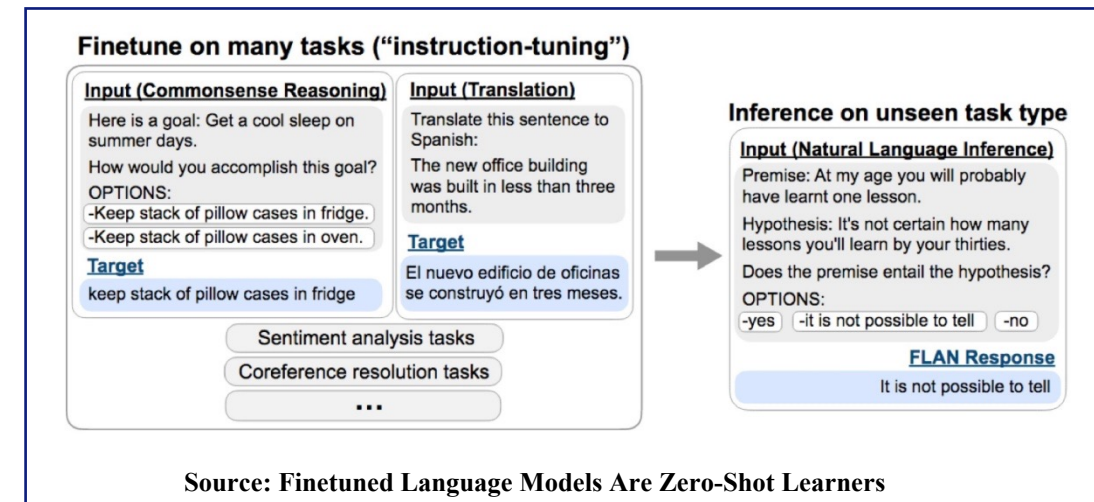 Finetune on many tasks (“instruction-tuning”)
Input (Commonsense Reasoning)
Here is a goal: Get a cool sleep on
summer days.
How would you accomplish this goal?
OPTIONS:
-Keep stack of pillow cases in fridge.
-Keep stack of pillow cases in oven.
Target
keep stack of pillow cases in fridge
Input (Translation)
Translate this sentence to
Spanish:
The new office building
was built in less than three
months.
Target
El nuevo edificio de oficinas
se construyó en tres meses.
Sentiment analysis tasks
Coreference resolution tasks
...
Inference on unseen task type
Input (Natural Language Inference)
Premise: At my age you will probably
have learnt one lesson.
Hypothesis: It's not certain how many
lessons you'll learn by your thirties.
Does the premise entail the hypothesis?
OPTIONS:
-yes -it is not possible to tell -no
FLAN Response
It is not possible to tell
Source: Finetuned Language Models Are Zero-Shot Learners